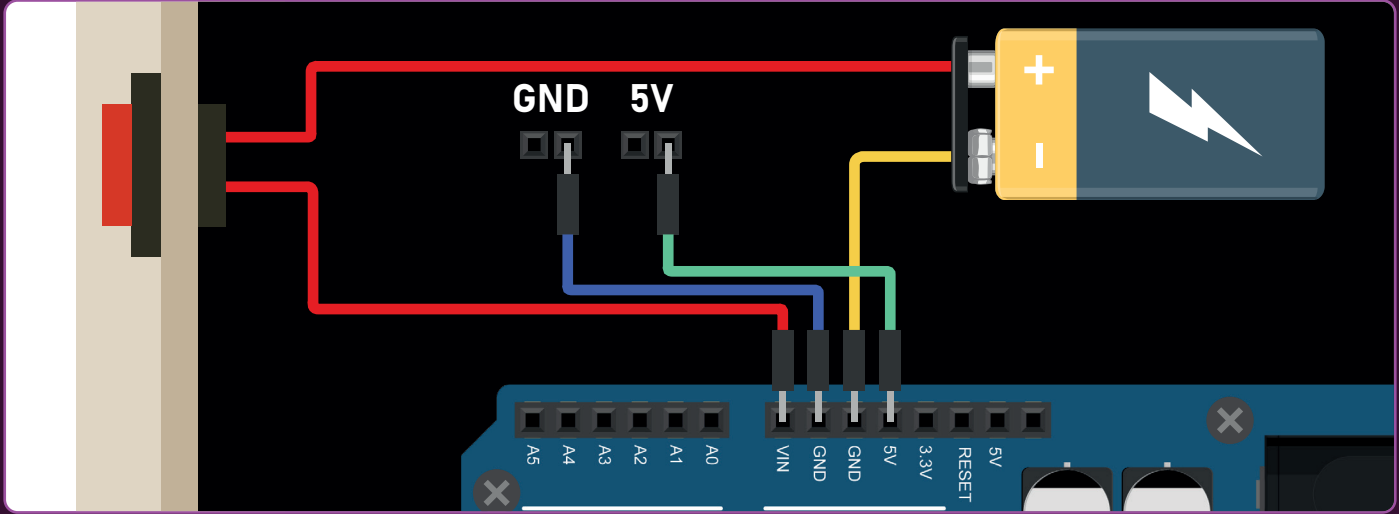 GND 5V
+
-
A5 A4 A3 A2 A1 A0 VIN GND GND 5V 3.3V RESET 5V